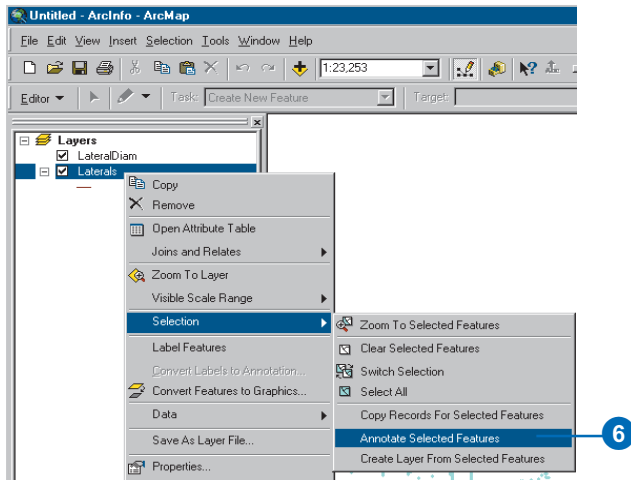 Untitled - ArcInfo - ArcMap
File Edit View Insert Selection Tools Window Help
1:23,253
Editor Task: Create New Feature Target:
Layers
LateralDiam
Laterals
Copy
Remove
Open Attribute Table
Joins and Relates
Zoom To Layer
Visible Scale Range
Selection
Label Features
Convert Labels to Annotation...
Convert Features to Graphics...
Data
Save As Layer File...
Properties...
Zoom To Selected Features
Clear Selected Features
Switch Selection
Select All
Copy Records For Selected Features
Annotate Selected Features
6
Create Layer From Selected Features